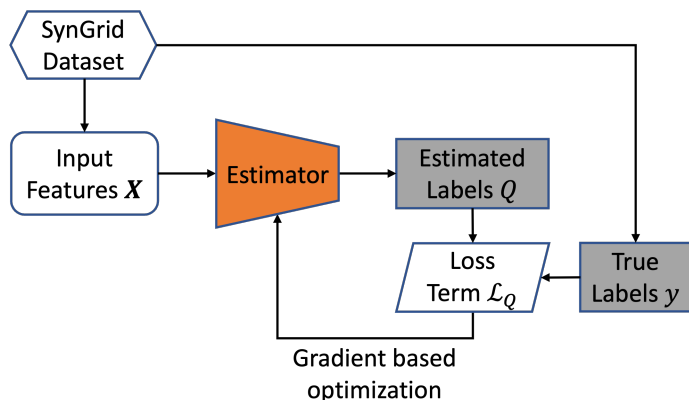 SynGrid
Dataset
Input
Features X
Estimator
Estimated
Labels Q
Loss
Term ℒ_Q
True
Labels y
Gradient based
optimization